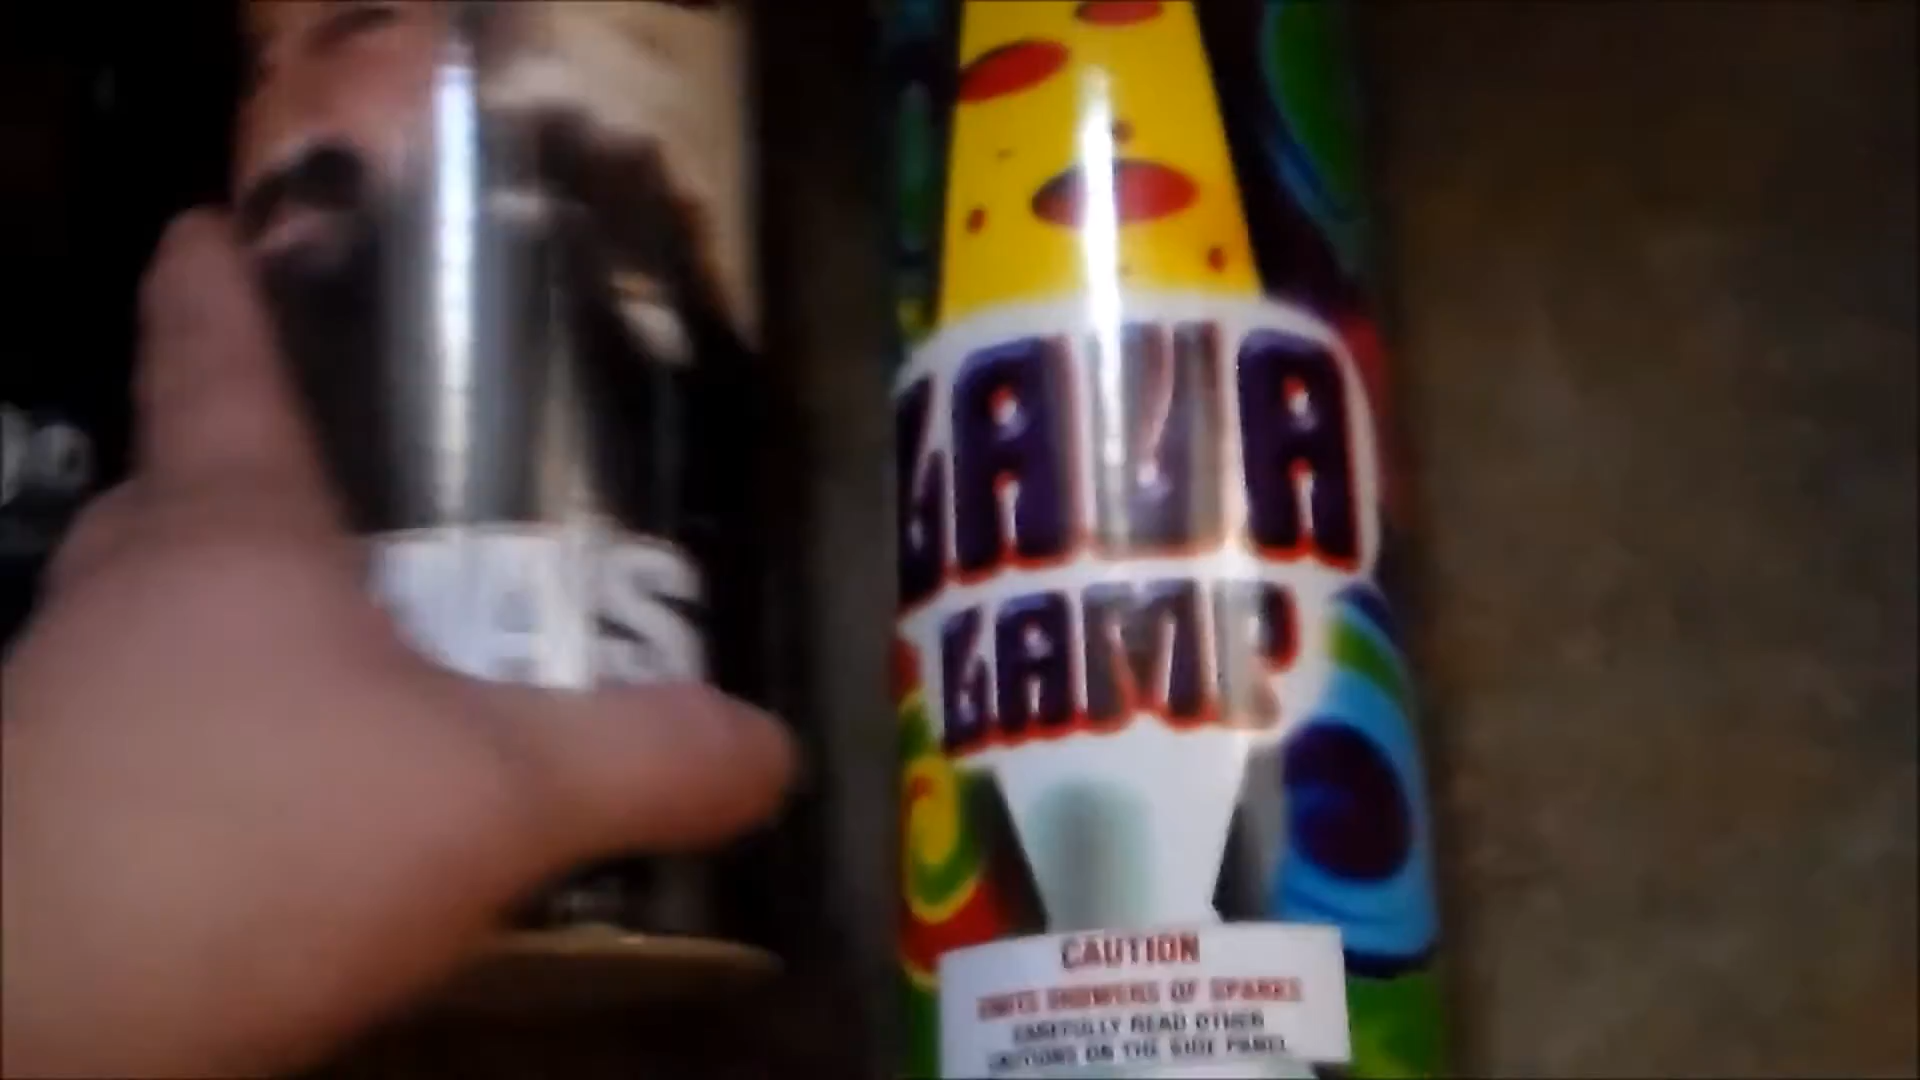 LAVA
LAMP
CAUTION
EMITS SHOWERS OF SPARKS
CAREFULLY READ OTHER
CAUTIONS ON THE SIDE PANEL